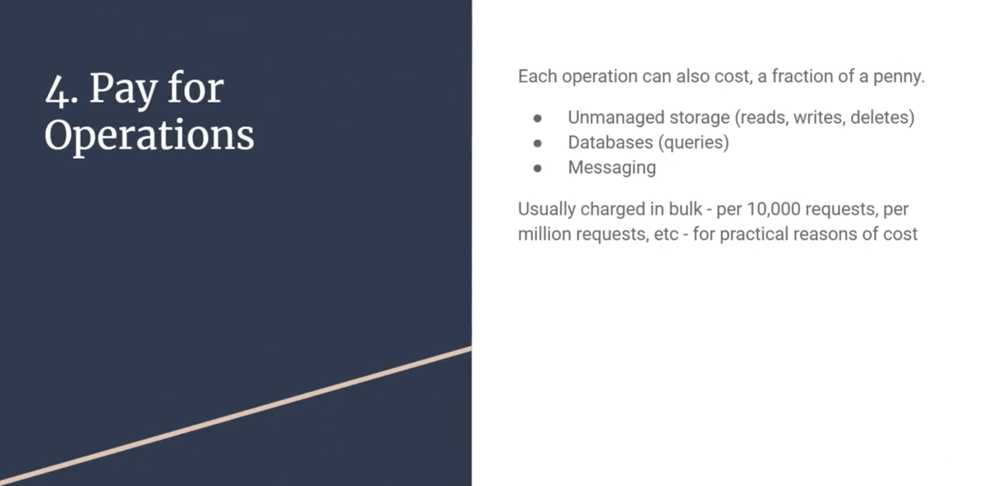 4. Pay for
Operations
Each operation can also cost, a fraction of a penny.
● Unmanaged storage (reads, writes, deletes)
● Databases (queries)
● Messaging
Usually charged in bulk - per 10,000 requests, per
million requests, etc - for practical reasons of cost